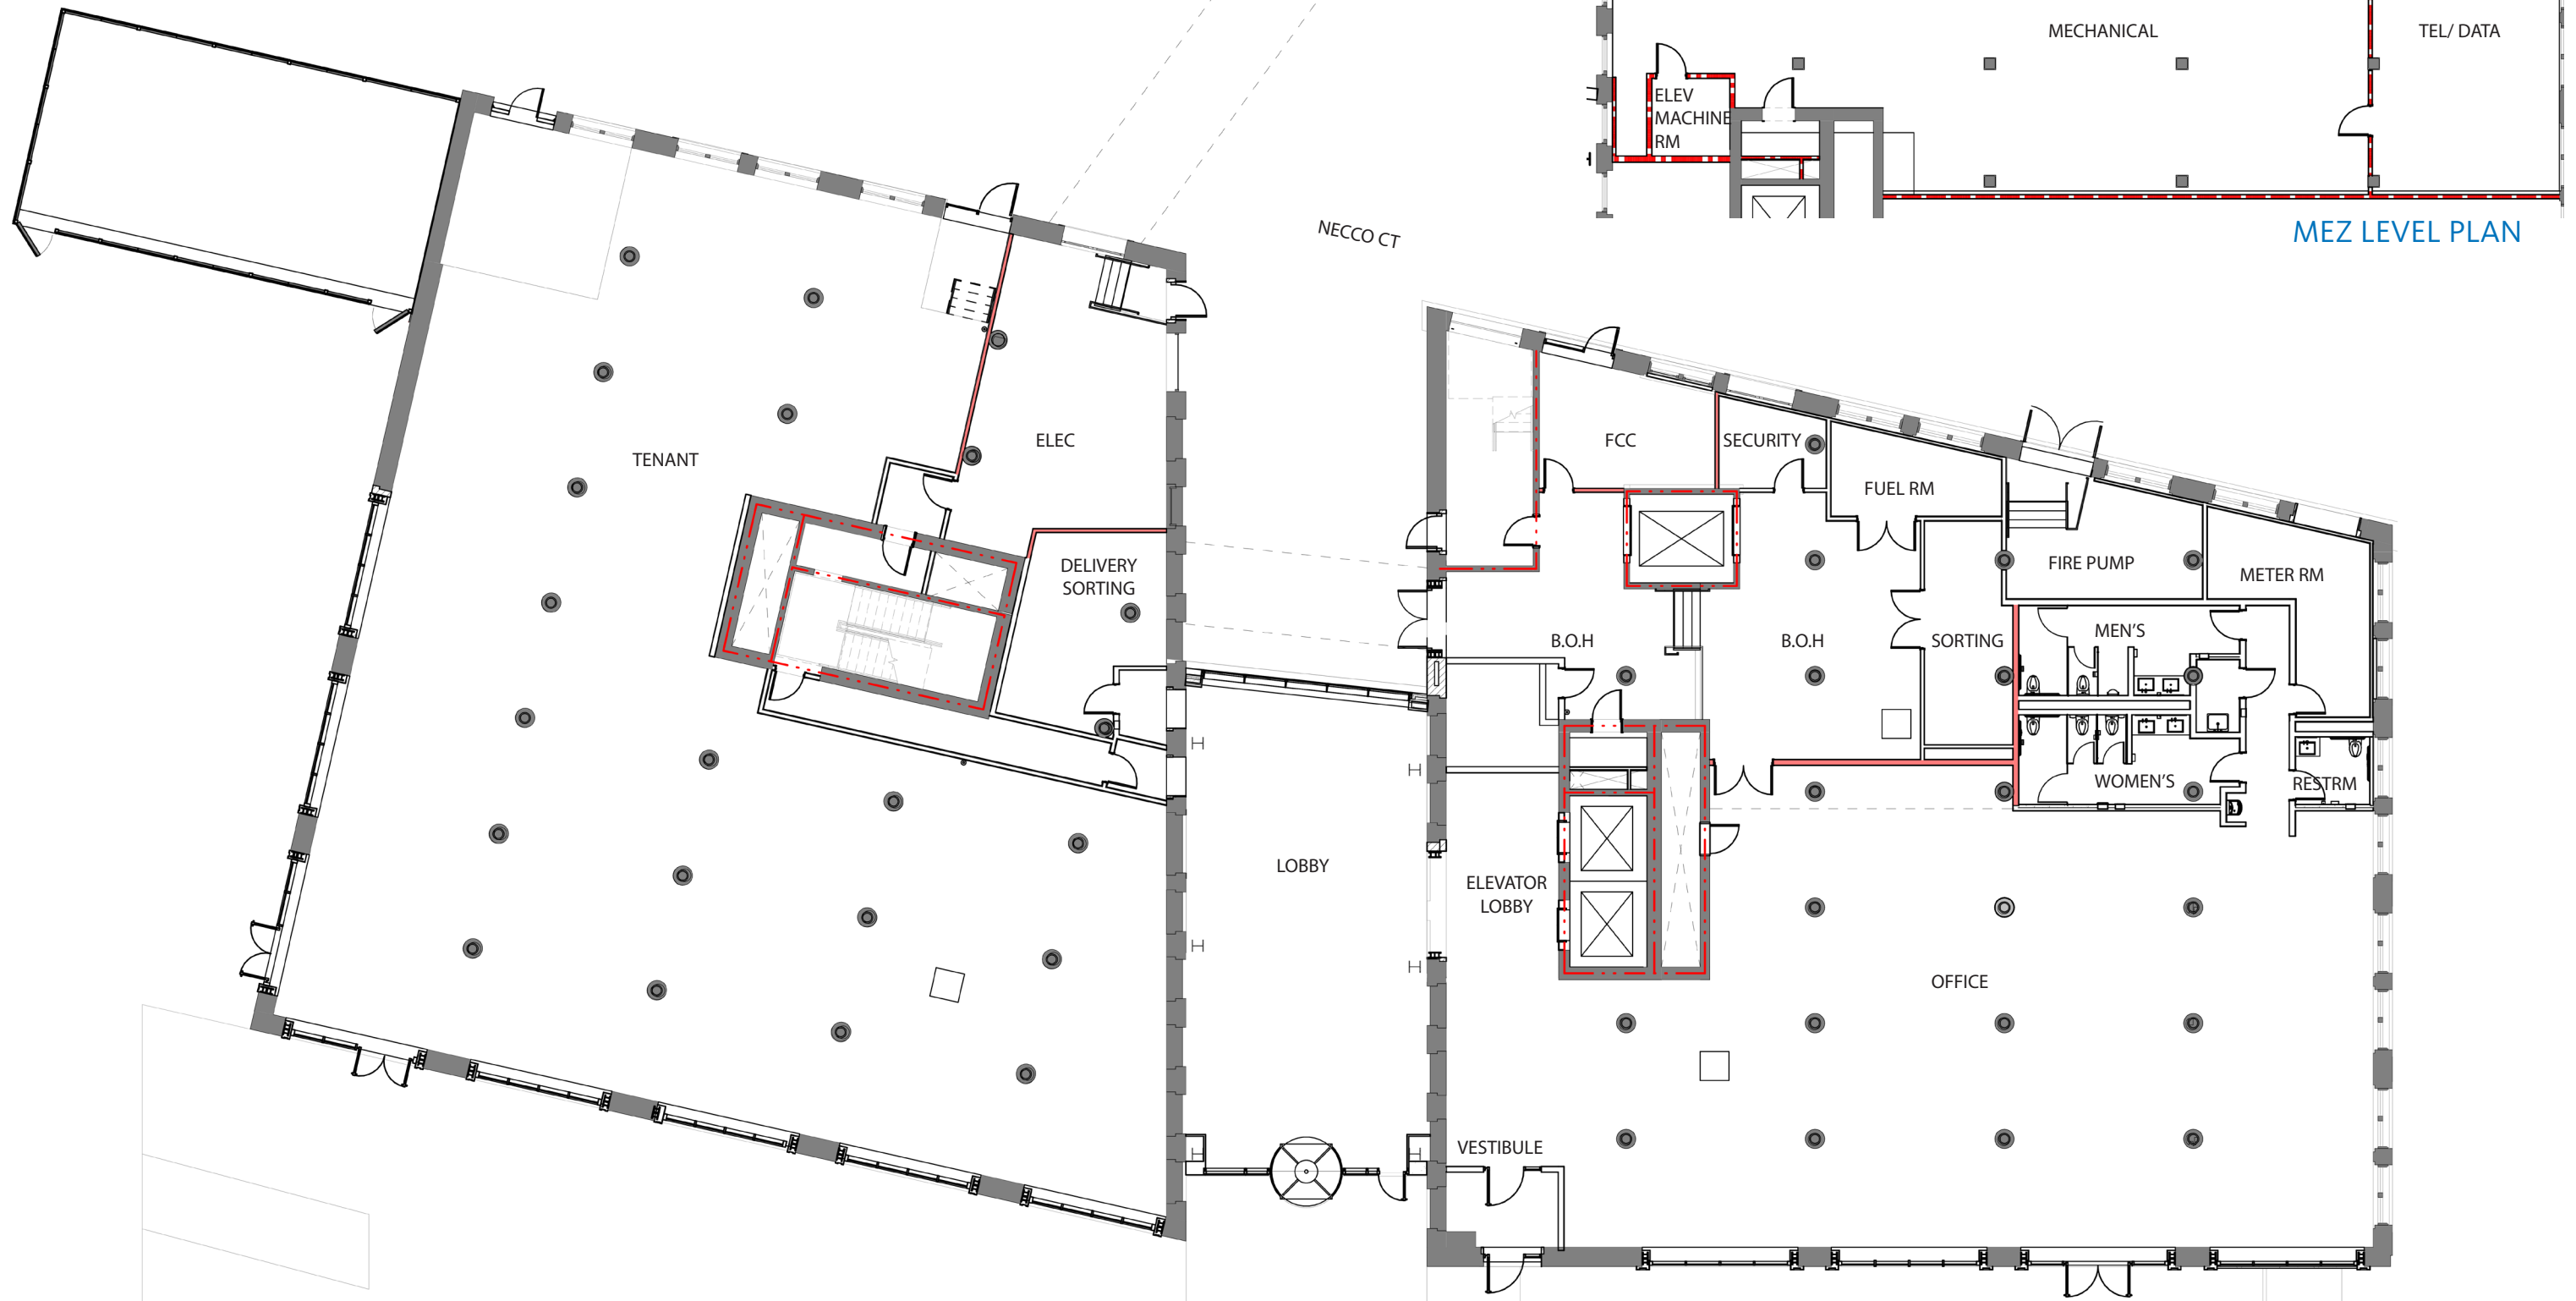 MECHANICAL
TEL/ DATA
ELEV
MACHINE
RM
MEZ LEVEL PLAN
NECCO CT
TENANT
ELEC
DELIVERY
SORTING
LOBBY
FCC
SECURITY
FUEL RM
FIRE PUMP
METER RM
B.O.H
B.O.H
SORTING
MEN'S
WOMEN'S
RESTRM
ELEVATOR
LOBBY
OFFICE
VESTIBULE